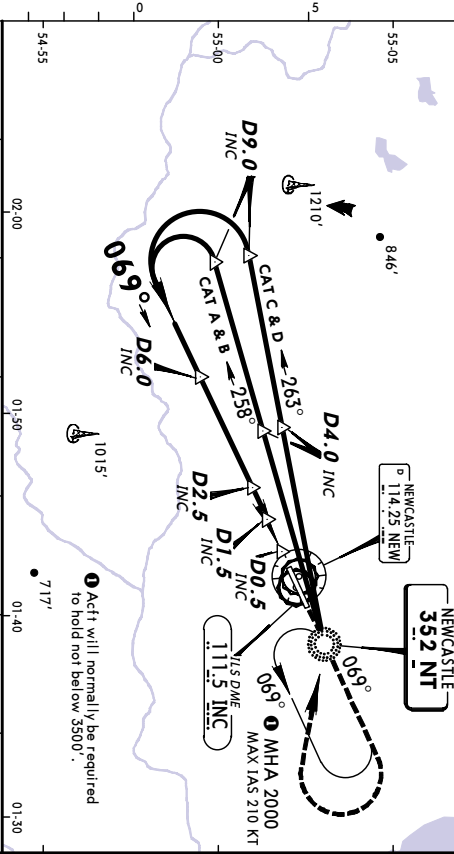 0
5
54-55
55-00
55-05
02-00
01-50
01-40
01-30
D9.0
INC
1210'
846'
CAT C & D
CAT A & B
263°
258°
069°
D6.0
INC
D4.0
INC
1015'
D2.5
INC
D1.5
INC
D0.5
INC
NEWCASTLE
D 114.25 NEW
NEWCASTLE
352 NT
ILS DME
111.5 INC
069°
069°
1 MHA 2000
MAX IAS 210 KT
717'
1 Acft will normally be required
to hold not below 3500'.